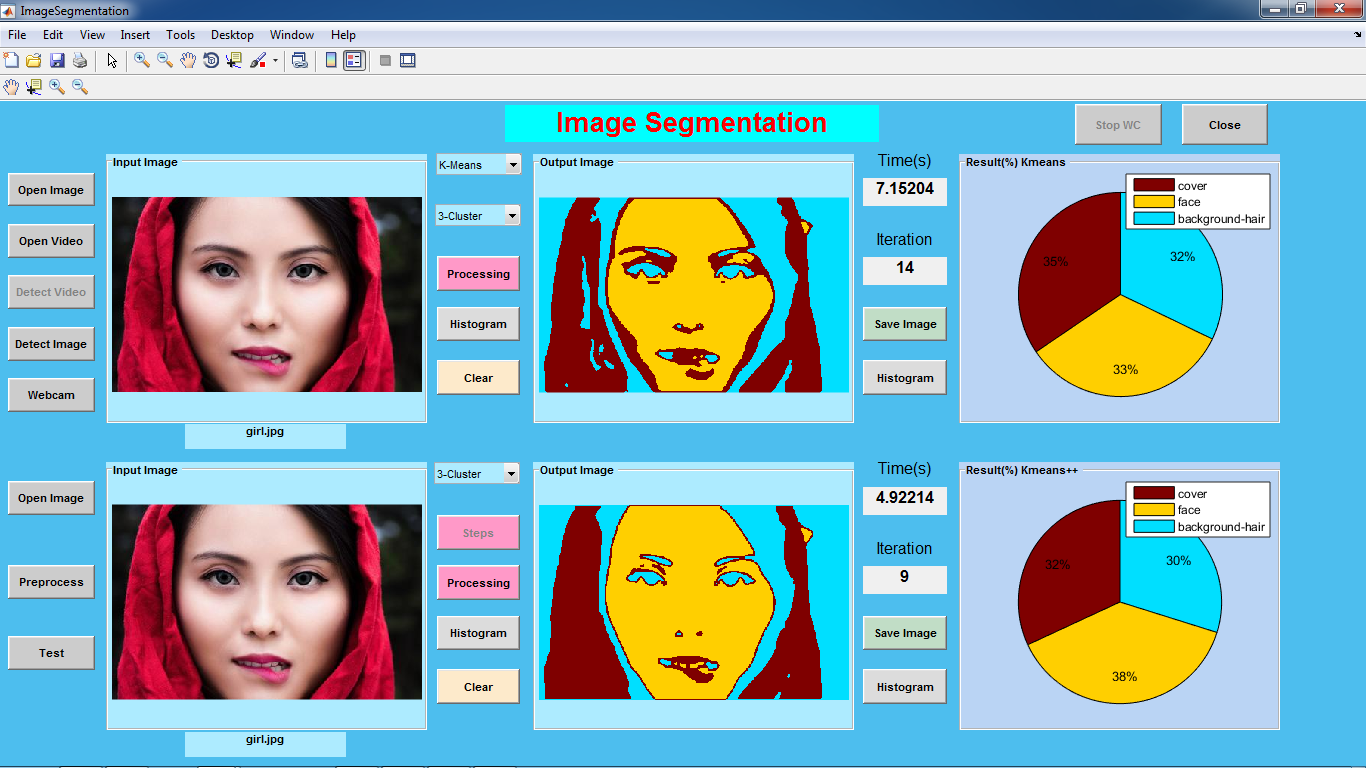 ImageSegmentation
File Edit View Insert Tools Desktop Window Help
Image Segmentation
Stop WC
Close
Open Image
Open Video
Detect Video
Detect Image
Webcam
Input Image
girl.jpg
K-Means
3-Cluster
Processing
Histogram
Clear
Output Image
Time(s)
7.15204
Iteration
14
Save Image
Histogram
Result(%) Kmeans
cover
face
background-hair
35%
32%
33%
Open Image
Preprocess
Test
Input Image
girl.jpg
3-Cluster
Steps
Processing
Histogram
Clear
Output Image
Time(s)
4.92214
Iteration
9
Save Image
Histogram
Result(%) Kmeans++
cover
face
background-hair
32%
30%
38%